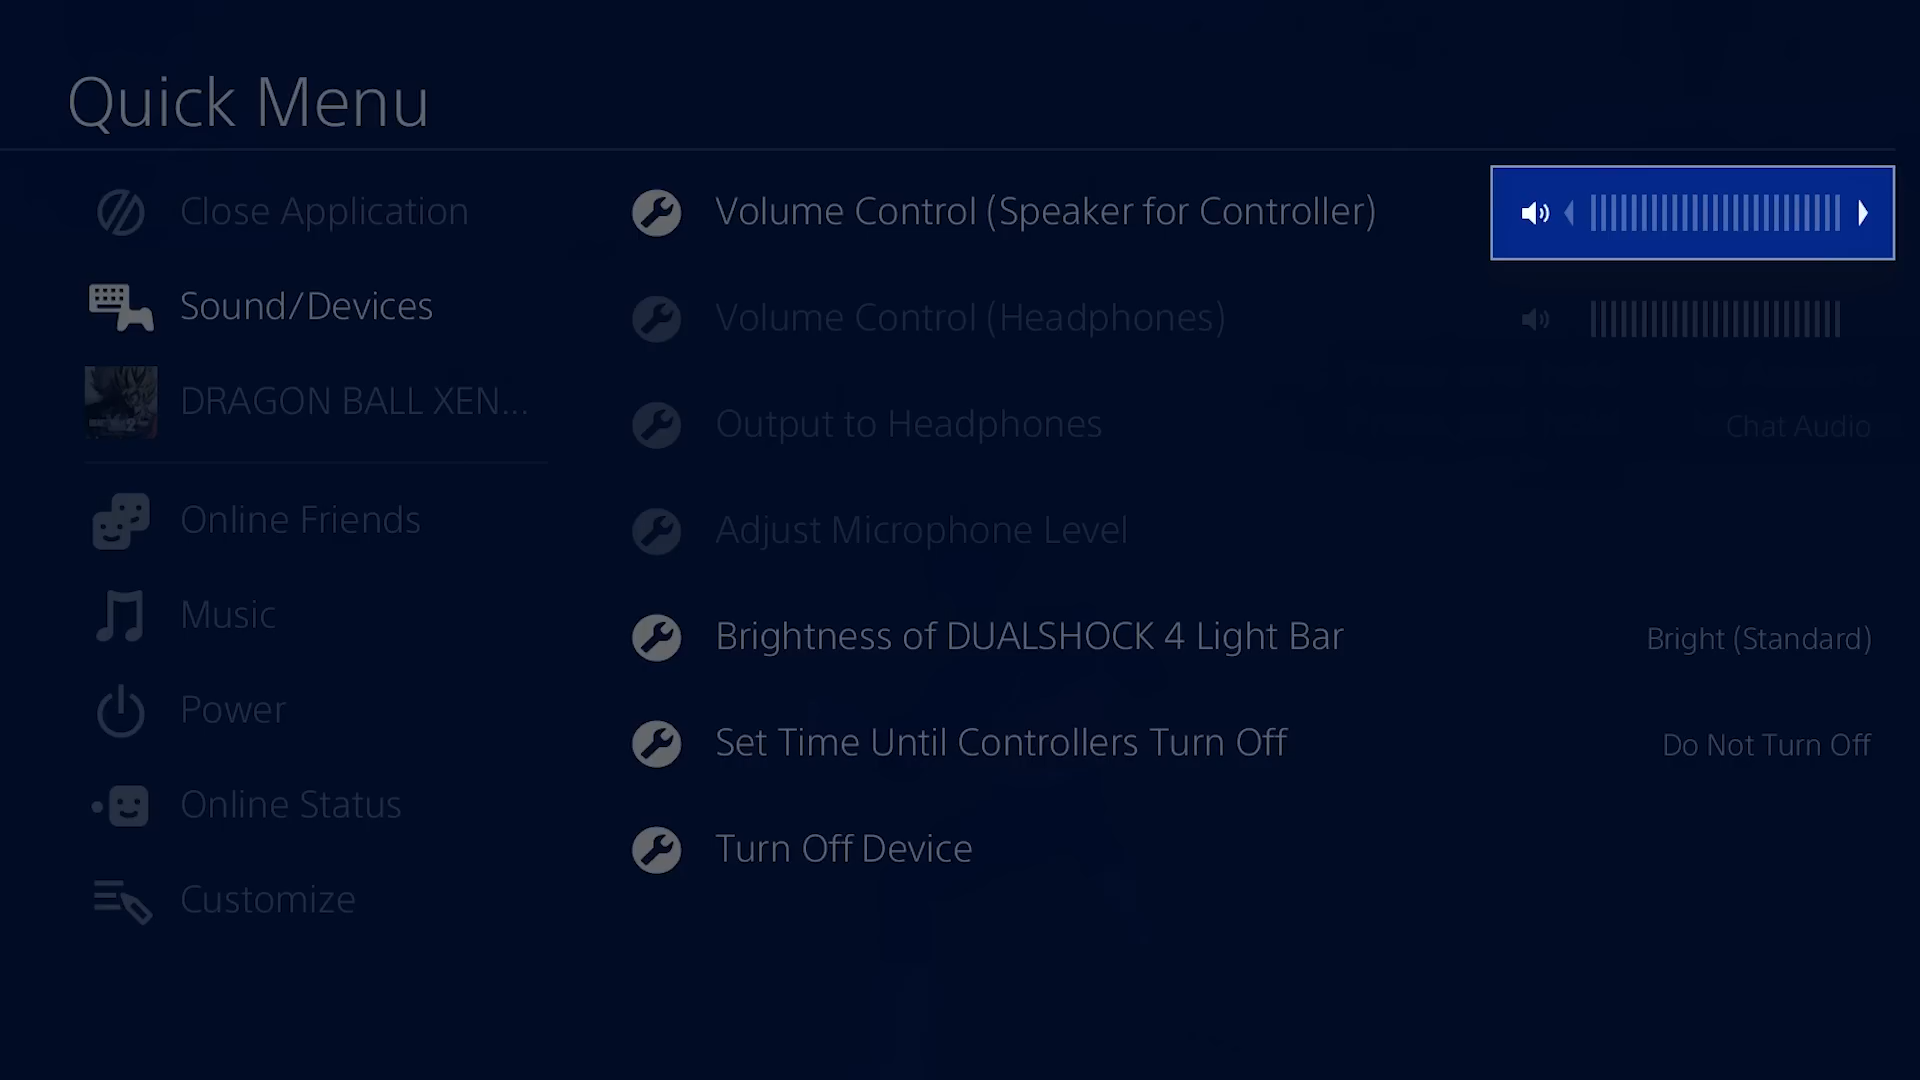 Quick Menu
Close Application
Sound/Devices
DRAGON BALL XEN...
Online Friends
Music
Power
Online Status
Customize
Volume Control (Speaker for Controller)
Volume Control (Headphones)
Output to Headphones
Chat Audio
Adjust Microphone Level
Brightness of DUALSHOCK 4 Light Bar
Bright (Standard)
Set Time Until Controllers Turn Off
Do Not Turn Off
Turn Off Device